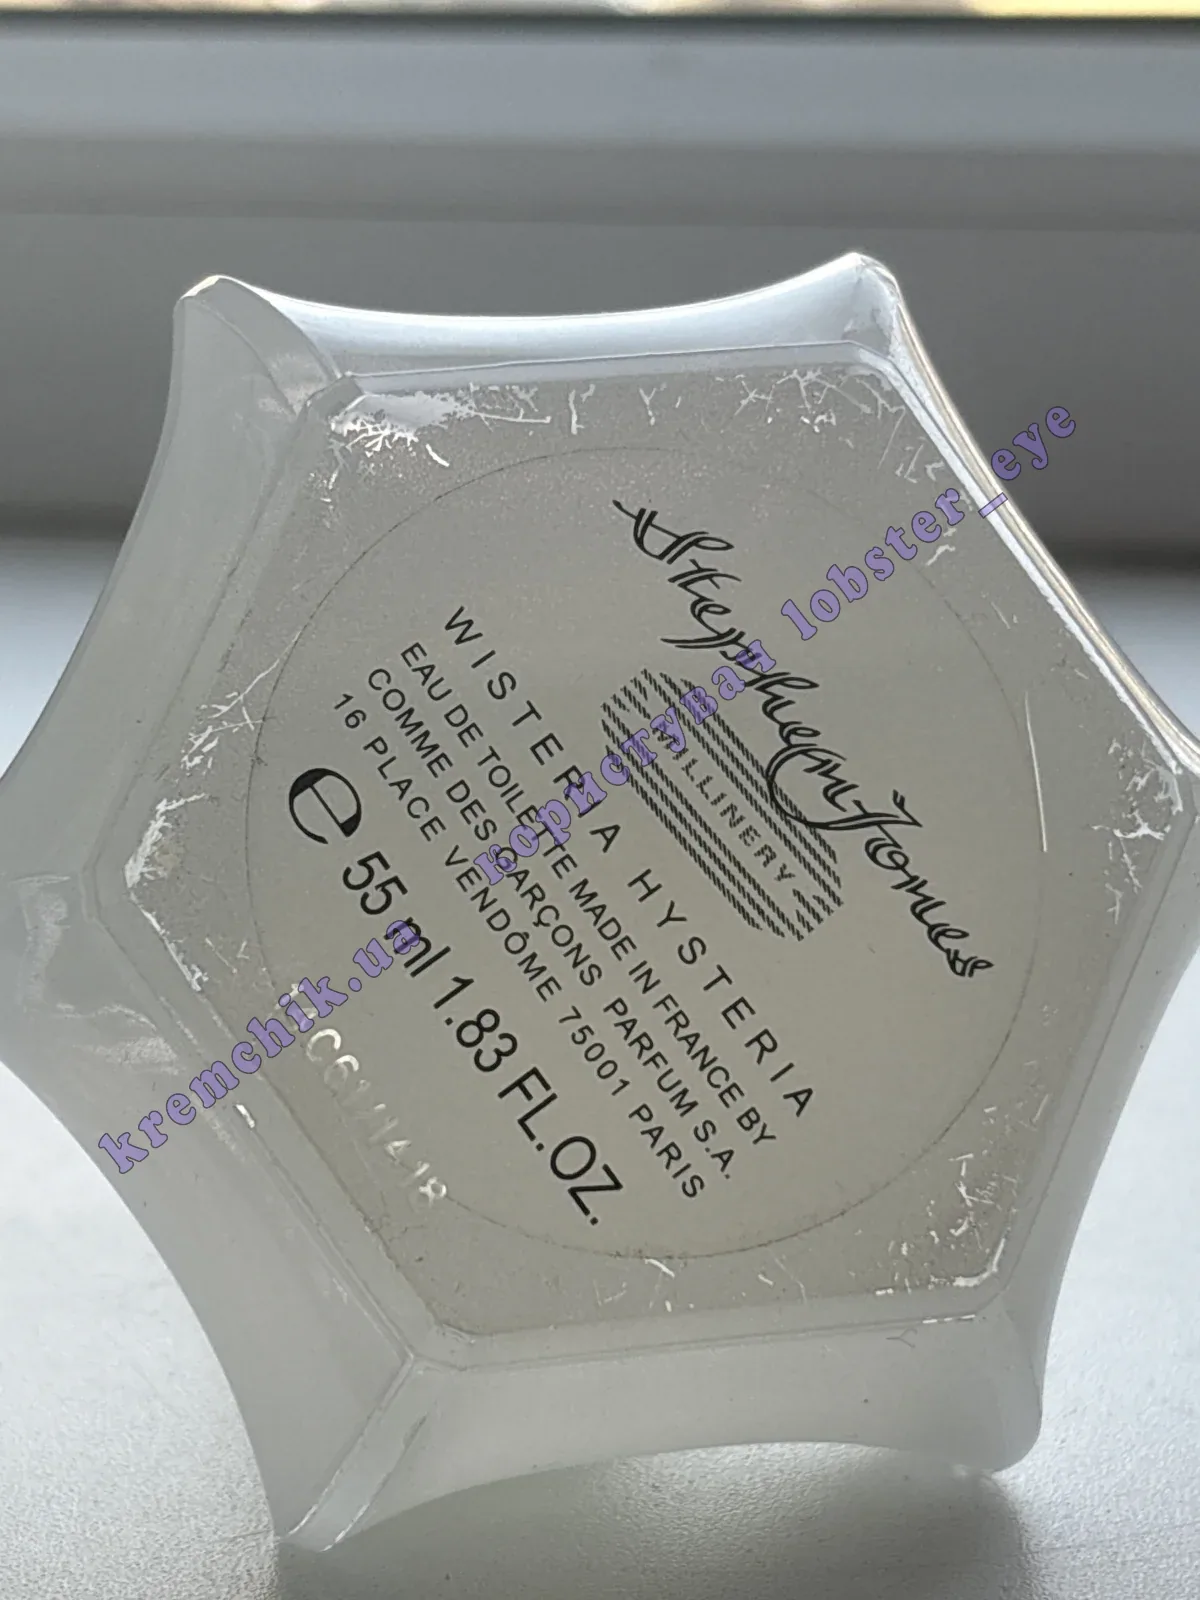 Stephen Jones
MILLINERY
WISTERIA HYSTERIA
EAU DE TOILETTE MADE IN FRANCE BY
COMME DES GARÇONS PARFUM S.A.
16 PLACE VENDÔME 75001 PARIS
e 55 ml 1.83 FL.OZ.
kremchik.ua користувач lobster_eye